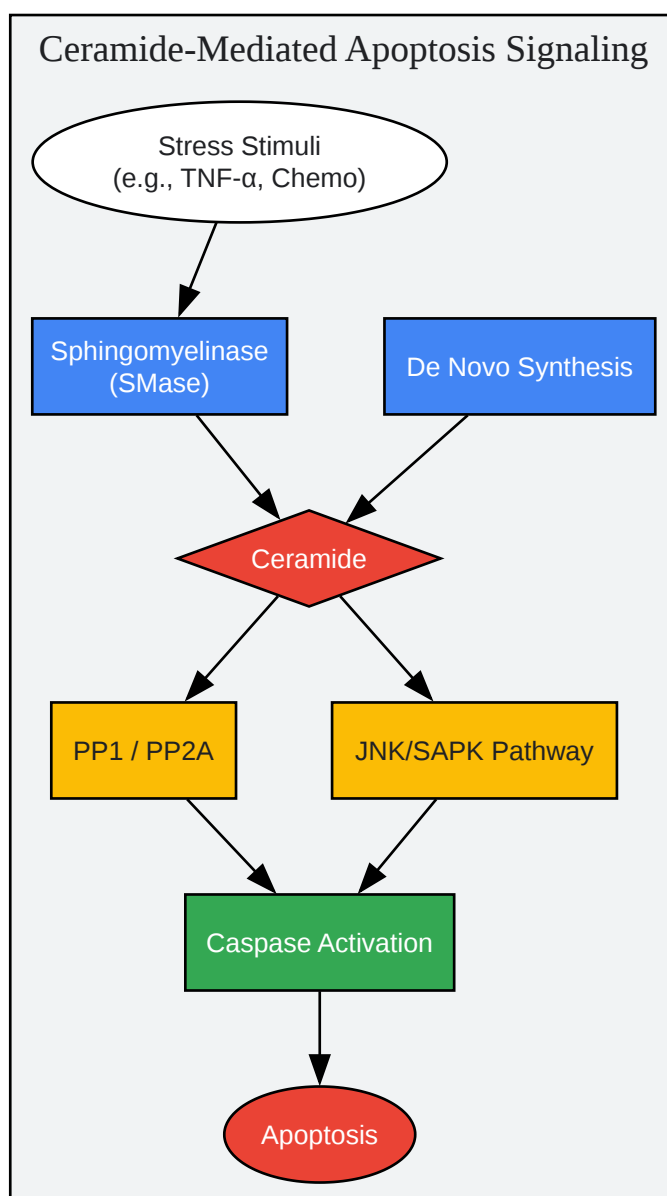 Ceramide-Mediated Apoptosis Signaling
Stress Stimuli
(e.g., TNF-α, Chemo)
Sphingomyelinase
(SMase)
De Novo Synthesis
Ceramide
PP1 / PP2A
JNK/SAPK Pathway
Caspase Activation
Apoptosis